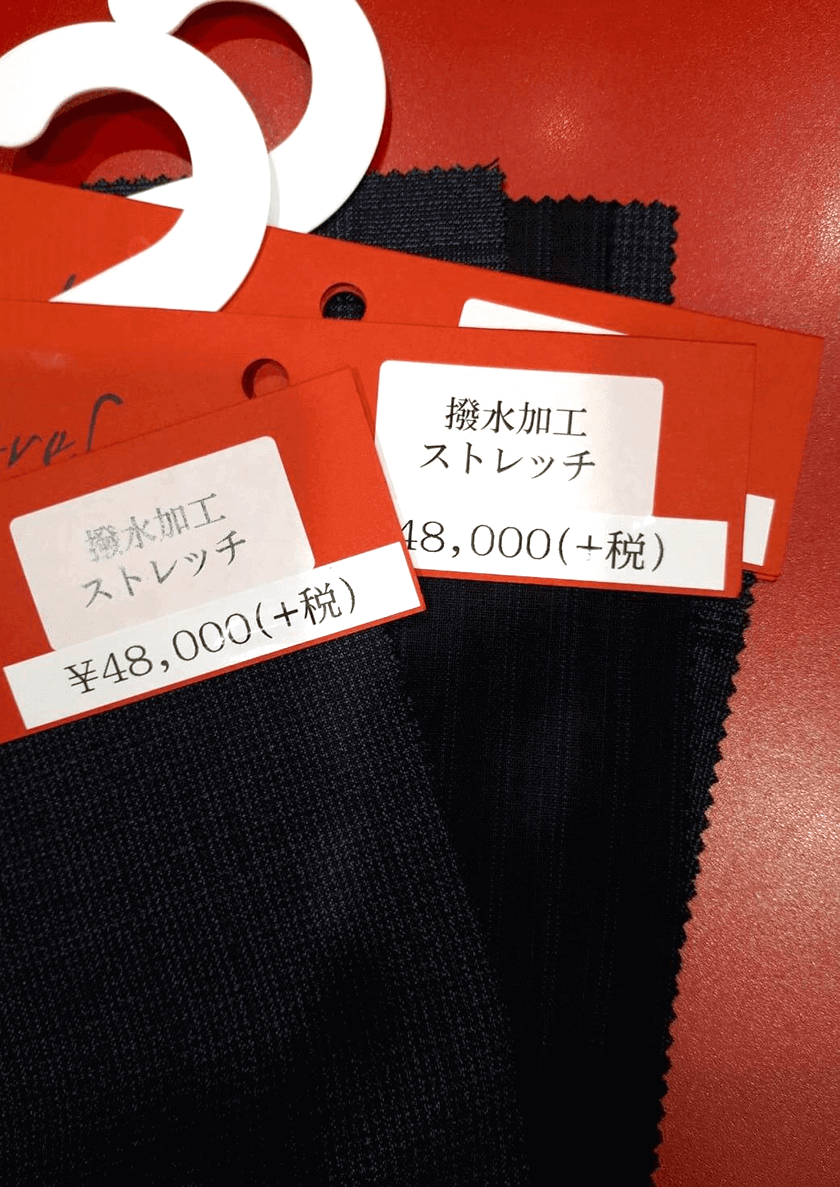 撥水加工
ストレッチ
48,000(+税)
撥水加工
ストレッチ
¥48,000(+税)